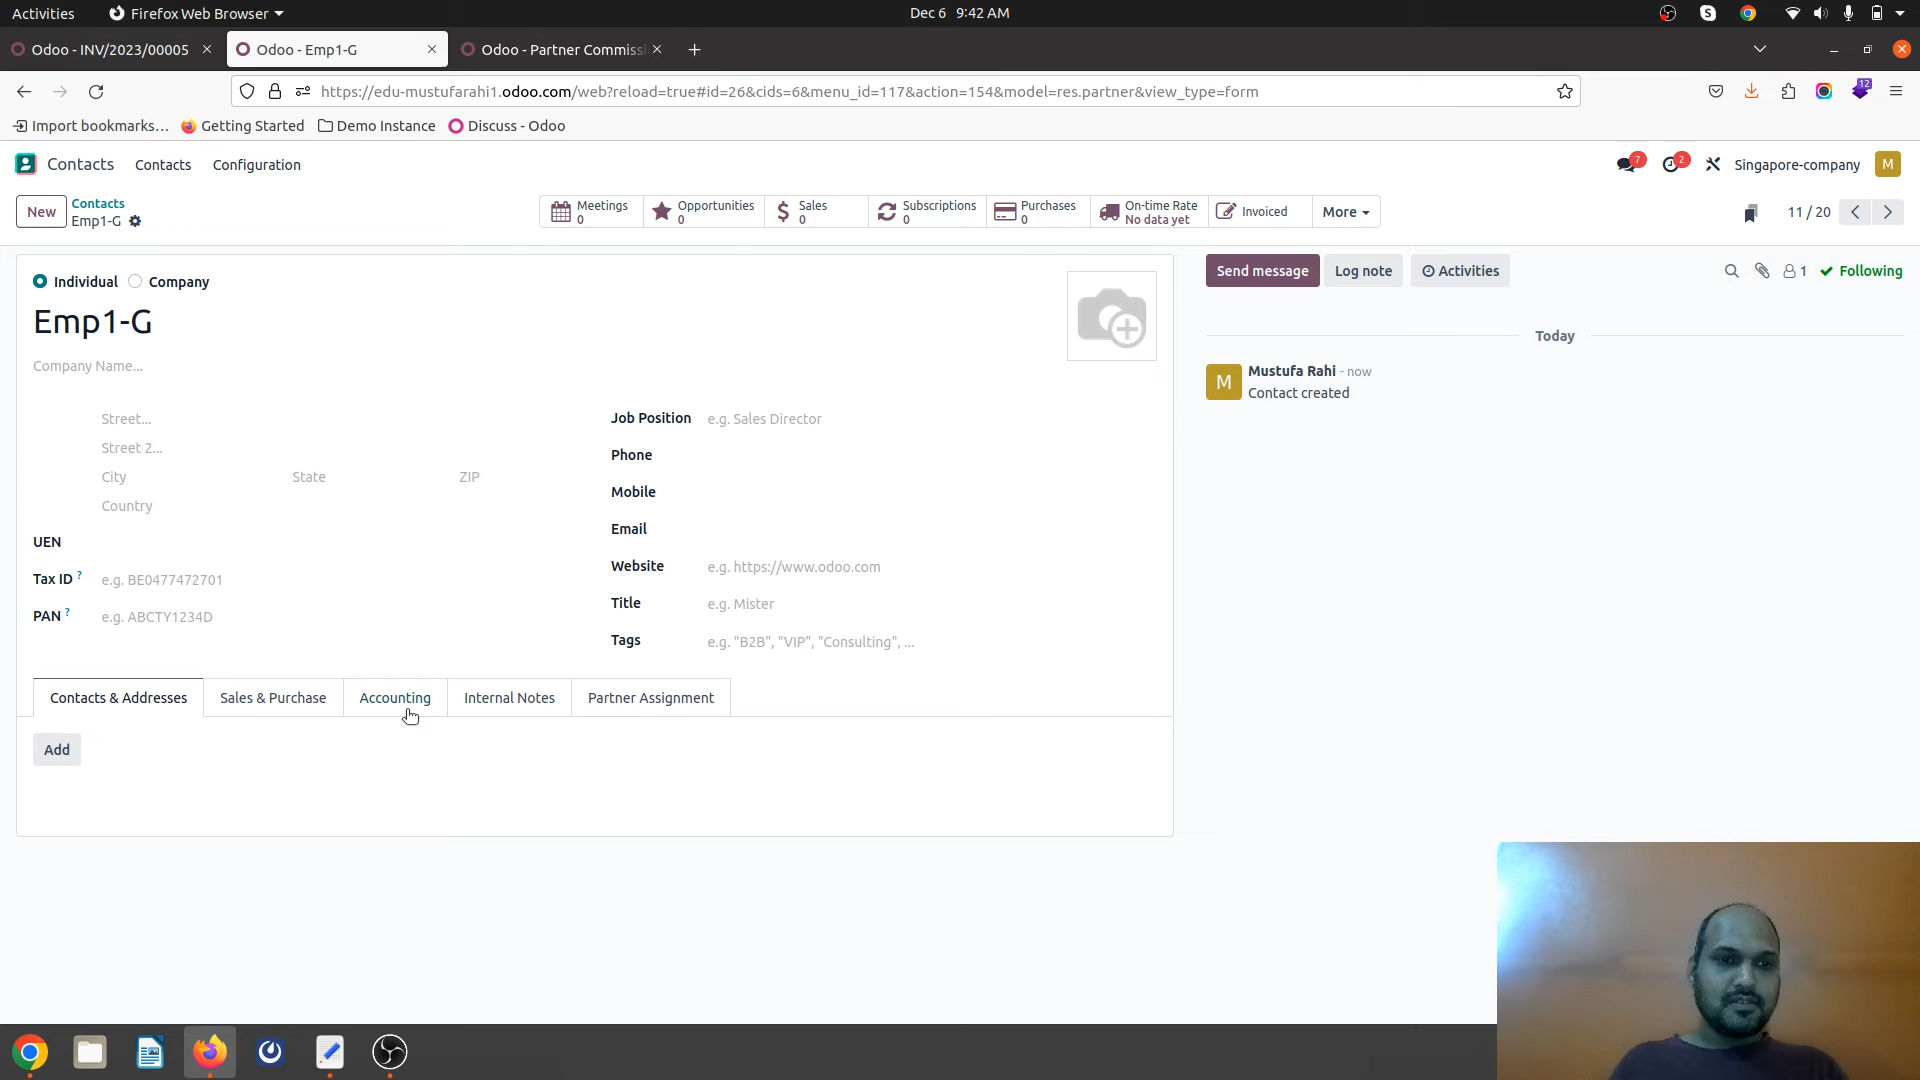 Activities
Firefox Web Browser
Dec 6 9:42 AM
Odoo - INV/2023/00005
Odoo - Emp1-G
Odoo - Partner Commissi
https://edu-mustufarahi1.odoo.com/web?reload=true#id=26&cids=6&menu_id=117&action=154&model=res.partner&view_type=form
12
Import bookmarks...
Getting Started
Demo Instance
Discuss - Odoo
Contacts
Contacts
Configuration
7
2
Singapore-company
M
New
Contacts
Emp1-G
Meetings
0
Opportunities
0
Sales
0
Subscriptions
0
Purchases
0
On-time Rate
No data yet
Invoiced
More
11 / 20
Individual
Company
Emp1-G
Company Name...
Street...
Street 2...
City
State
ZIP
Country
UEN
Tax ID ?
e.g. BE0477472701
PAN ?
e.g. ABCTY1234D
Job Position
e.g. Sales Director
Phone
Mobile
Email
Website
e.g. https://www.odoo.com
Title
e.g. Mister
Tags
e.g. "B2B", "VIP", "Consulting", ...
Contacts & Addresses
Sales & Purchase
Accounting
Internal Notes
Partner Assignment
Add
Send message
Log note
Activities
1
Following
Today
M
Mustufa Rahi - now
Contact created